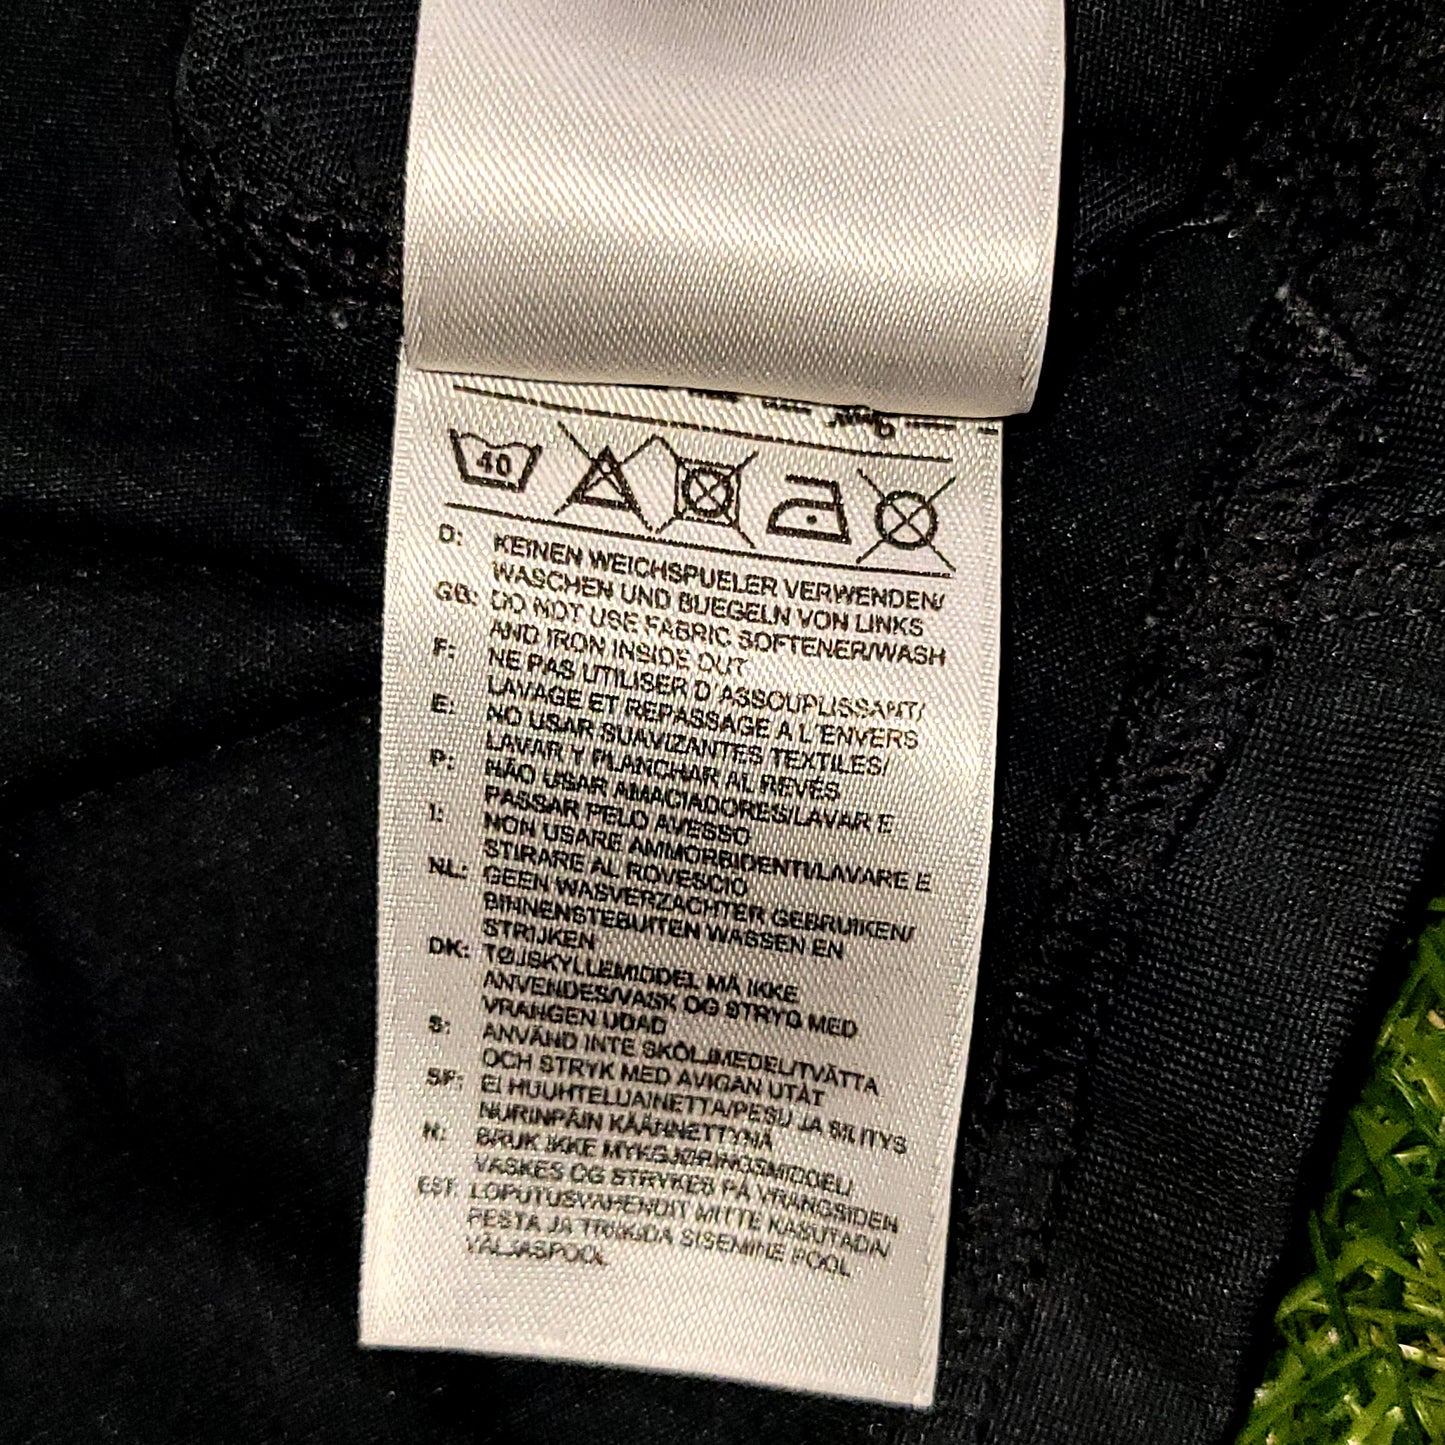 40
D: KEINEN WEICHSPUELER VERWENDEN/
WASCHEN UND BUEGELN VON LINKS
GB: DO NOT USE FABRIC SOFTENER/WASH
AND IRON INSIDE OUT
F: NE PAS UTILISER D'ASSOUPLISSANT/
LAVAGE ET REPASSAGE A L'ENVERS
E: NO USAR SUAVIZANTES TEXTILES/
LAVAR Y PLANCHAR AL REVÉS
P: NÃO USAR AMACIADORES/LAVAR E
PASSAR PELO AVESSO
I: NON USARE AMMORBIDENTI/LAVARE E
STIRARE AL ROVESCIO
NL: GEEN WASVERZACHTER GEBRUIKEN/
BINNENSTEBUITEN WASSEN EN
STRIJKEN
DK: TØJSKYLLEMIDDEL MÅ IKKE
ANVENDES/VASK OG STRYG MED
VRANGEN UDAD
S: ANVÄND INTE SKÖLJMEDEL/TVÄTTA
OCH STRYK MED AVIGAN UTÅT
SF: EI HUUHTELUAINETTA/PESU JA SILITYS
NURINPÄIN KÄÄNNETTYNÄ
N: BRUK IKKE MYKGJØRINGSMIDDEL/
VASKES OG STRYKES PÅ VRANGSIDEN
EST: LOPUTUSVAHENDIT MITTE KASUTADA/
PESTA JA TRIIKIDA SISEMINE POOL
VÄLJASPOOL